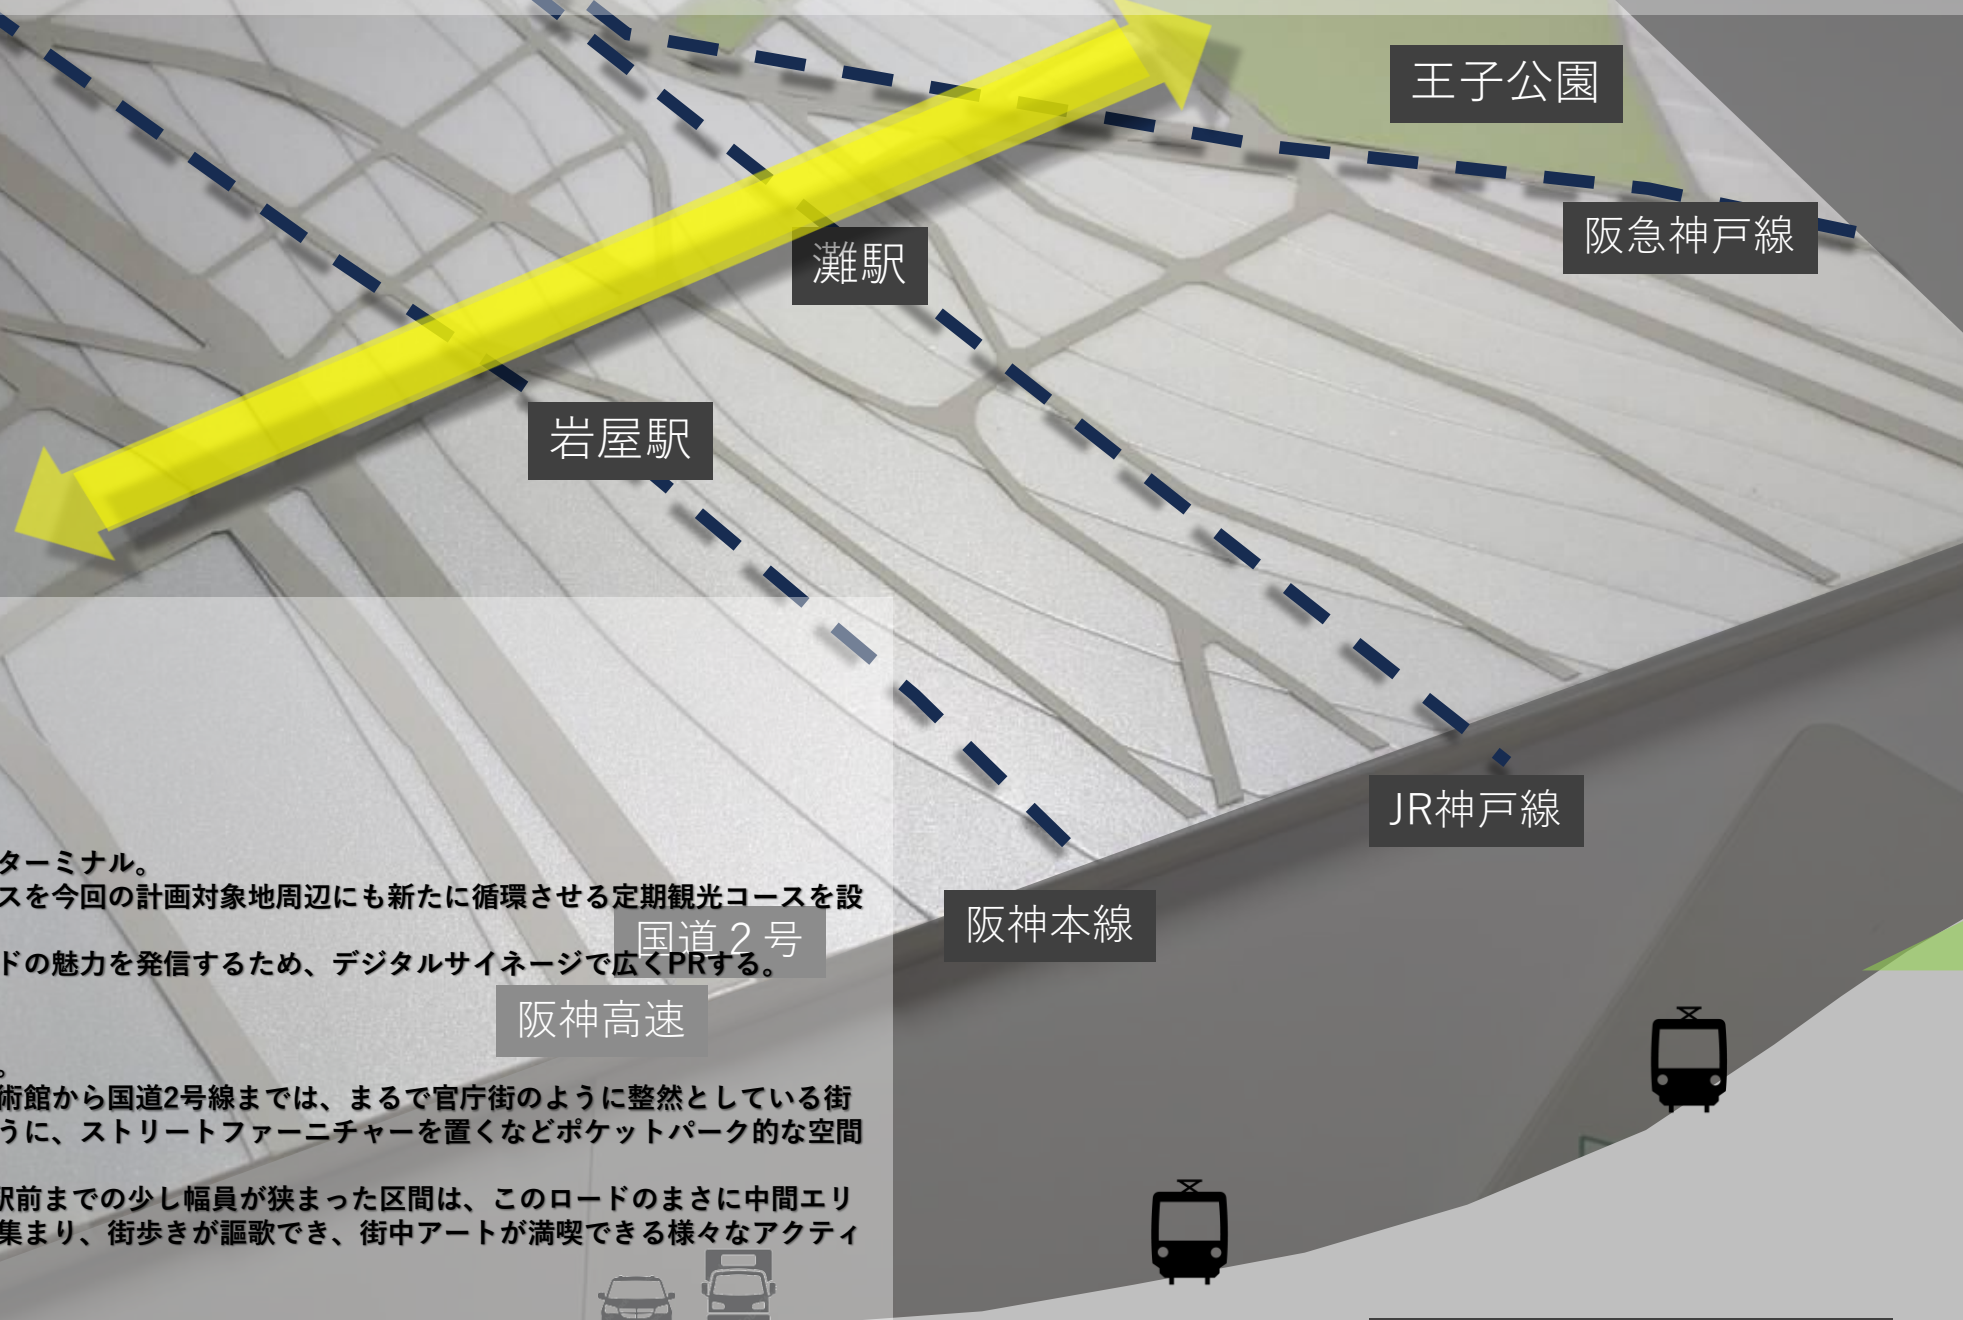 王子公園
阪急神戸線
灘駅
岩屋駅
JR神戸線
阪神本線
国道２号
阪神高速
ターミナル。
スを今回の計画対象地周辺にも新たに循環させる定期観光コースを設
ドの魅力を発信するため、デジタルサイネージで広くPRする。
。
術館から国道2号線までは、まるで官庁街のように整然としている街
うに、ストリートファーニチャーを置くなどポケットパーク的な空間
駅前までの少し幅員が狭まった区間は、このロードのまさに中間エリ
集まり、街歩きが謳歌でき、街中アートが満喫できる様々なアクティ